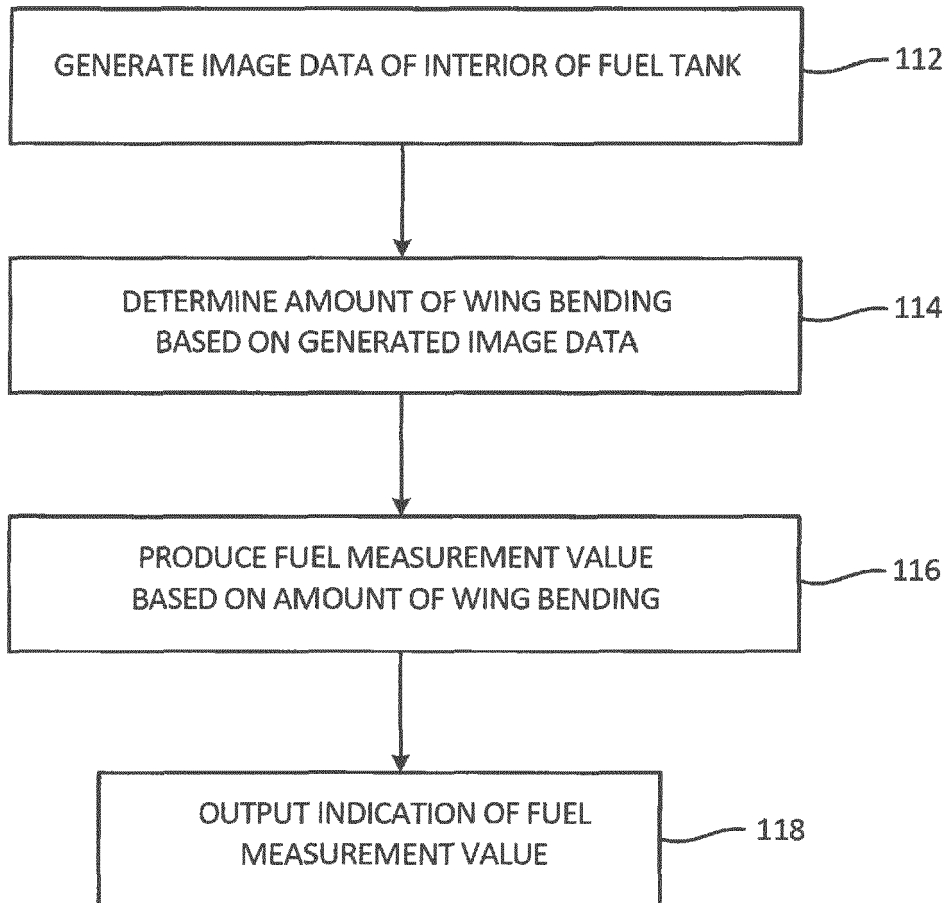 GENERATE IMAGE DATA OF INTERIOR OF FUEL TANK
112
DETERMINE AMOUNT OF WING BENDING
BASED ON GENERATED IMAGE DATA
114
PRODUCE FUEL MEASUREMENT VALUE
BASED ON AMOUNT OF WING BENDING
116
OUTPUT INDICATION OF FUEL
MEASUREMENT VALUE
118